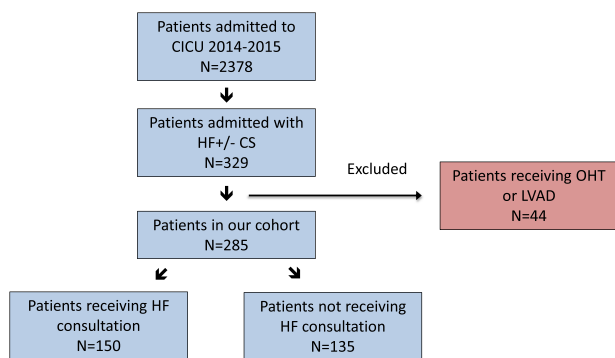 Patients admitted to
CICU 2014-2015
N=2378
Patients admitted with
HF+/- CS
N=329
Excluded
Patients receiving OHT
or LVAD
N=44
Patients in our cohort
N=285
Patients receiving HF
consultation
N=150
Patients not receiving
HF consultation
N=135